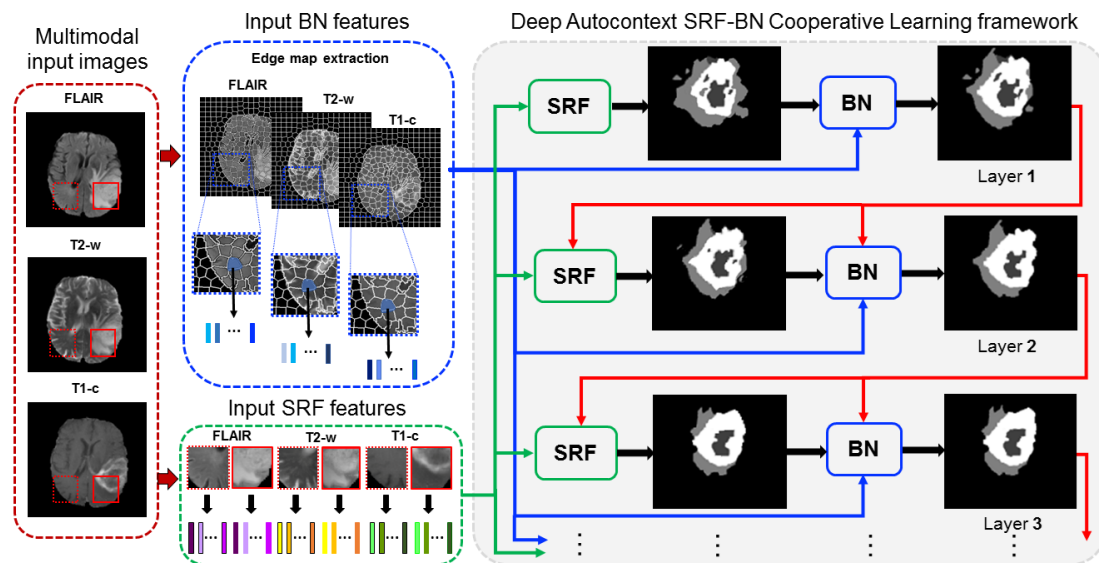 Multimodal
input images
FLAIR
T2-w
T1-c
Input BN features
Edge map extraction
FLAIR
T2-w
T1-c
...
...
...
Input SRF features
FLAIR
T2-w
T1-c
...
...
...
...
...
...
Deep Autocontext SRF-BN Cooperative Learning framework
SRF
BN
Layer 1
SRF
BN
Layer 2
SRF
BN
Layer 3